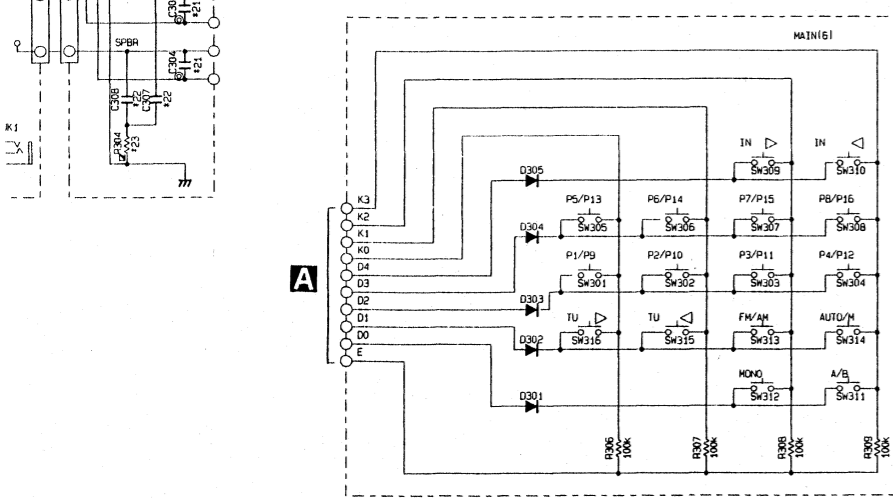 C304
*21
*21
SPBR
C308
*22
C307
*22
R304
*23
JK1
MAIN(6)
IN ▷
IN ◁
D305
SW309
SW310
P5/P13
P6/P14
P7/P15
P8/P16
D304
SW305
SW306
SW307
SW308
P1/P9
P2/P10
P3/P11
P4/P12
D303
SW301
SW302
SW303
SW304
TU ▷
TU ◁
FM/AM
AUTO/M
D302
SW316
SW315
SW313
SW314
MONO
A/B
D301
SW312
SW311
K3
K2
K1
K0
D4
D3
D2
D1
D0
E
A
R306
100k
R307
100k
R308
100k
R309
100k